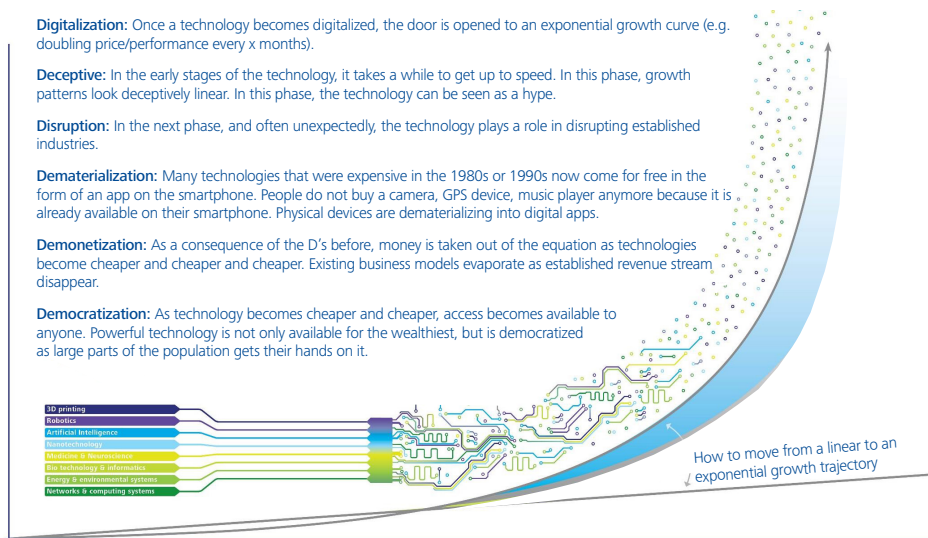 Digitalization: Once a technology becomes digitalized, the door is opened to an exponential growth curve (e.g.
doubling price/performance every x months).
Deceptive: In the early stages of the technology, it takes a while to get up to speed. In this phase, growth
patterns look deceptively linear. In this phase, the technology can be seen as a hype.
Disruption: In the next phase, and often unexpectedly, the technology plays a role in disrupting established
industries.
Dematerialization: Many technologies that were expensive in the 1980s or 1990s now come for free in the
form of an app on the smartphone. People do not buy a camera, GPS device, music player anymore because it is
already available on their smartphone. Physical devices are dematerializing into digital apps.
Demonetization: As a consequence of the D's before, money is taken out of the equation as technologies
become cheaper and cheaper and cheaper. Existing business models evaporate as established revenue stream
disappear.
Democratization: As technology becomes cheaper and cheaper, access becomes available to
anyone. Powerful technology is not only available for the wealthiest, but is democratized
as large parts of the population gets their hands on it.
3D printing
Robotics
Artificial Intelligence
Nanotechnology
Medicine & Neuroscience
Bio technology & informatics
Energy & environmental systems
Networks & computing systems
How to move from a linear to an
exponential growth trajectory